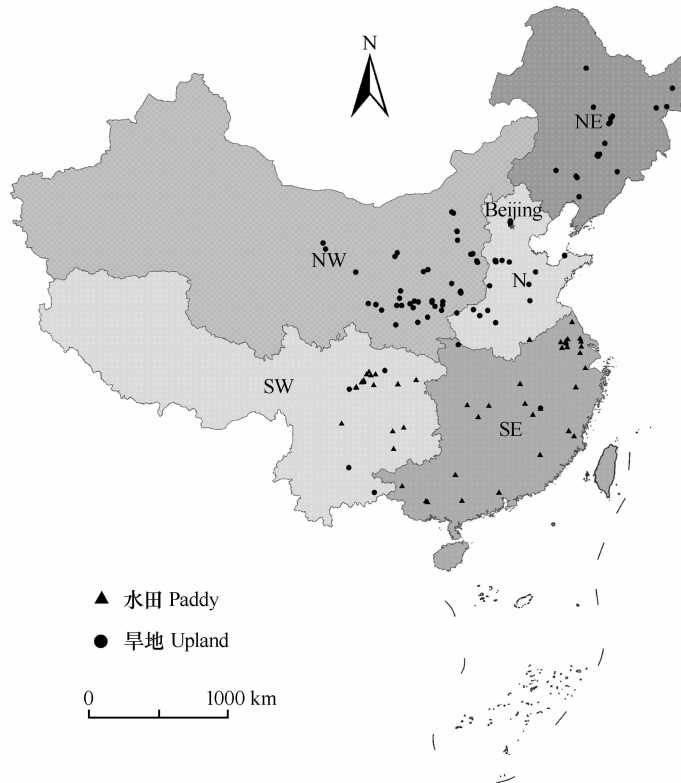 N
NE
Beijing
NW
N
SW
SE
水田 Paddy
旱地 Upland
0 1000 km